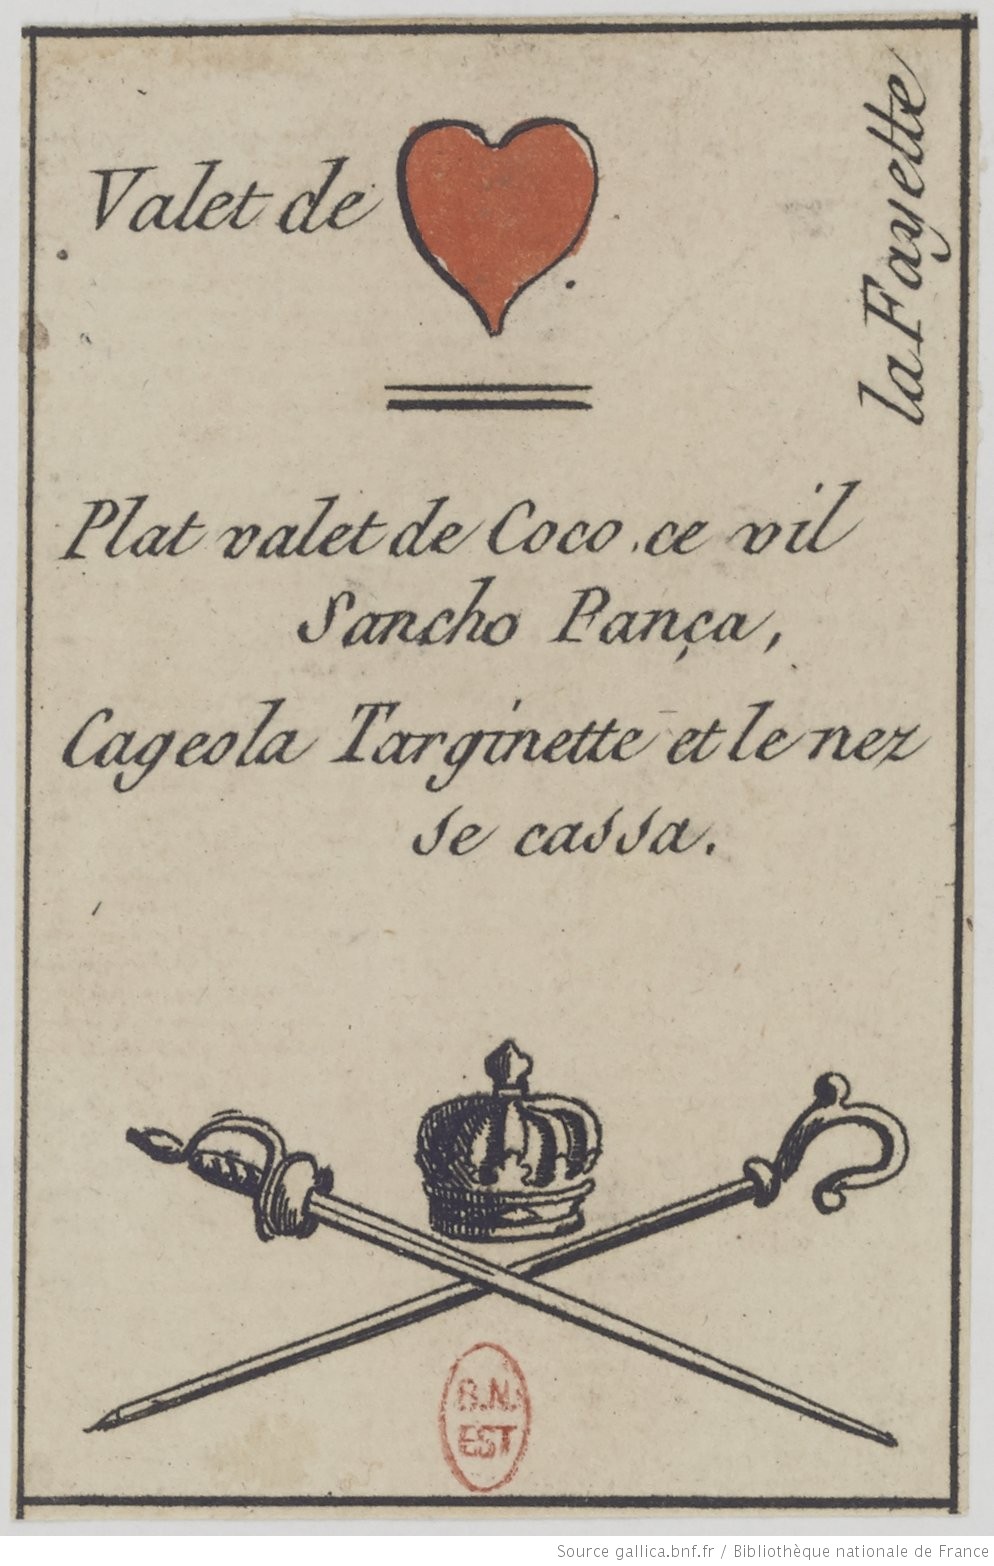 Valet de
la Fayette
Plat valet de Coco ce vil
Sancho Pança,
Cageola Targinette et le nez
se cassa.
B.N.
EST
Source gallica.bnf.fr / Bibliothèque nationale de France